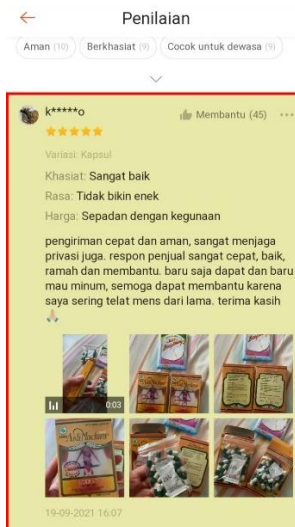 Penilaian
Aman (10)
Berkhasiat (9)
Cocok untuk dewasa (9)
k*****o
Membantu (45)
Variasi: Kapsul
Khasiat: Sangat baik
Rasa: Tidak bikin enek
Harga: Sepadan dengan kegunaan
pengiriman cepat dan aman, sangat menjaga
privasi juga. respon penjual sangat cepat, baik,
ramah dan membantu. baru saja dapat dan baru
mau minum, semoga dapat membantu karena
saya sering telat mens dari lama. terima kasih
0:03
19-09-2021 16:07